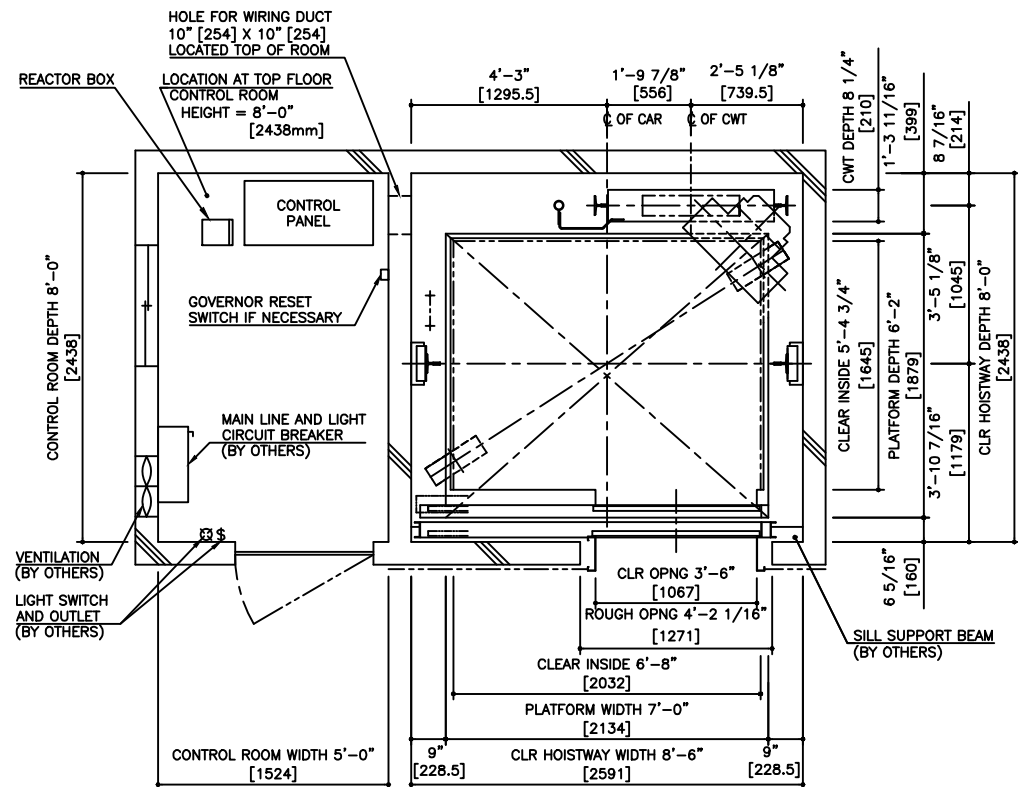 HOLE FOR WIRING DUCT
10" [254] X 10" [254]
LOCATED TOP OF ROOM
REACTOR BOX
LOCATION AT TOP FLOOR
CONTROL ROOM
HEIGHT = 8'-0"
[2438mm]
4'-3"
[1295.5]
1'-9 7/8"
[556]
2'-5 1/8"
[739.5]
℄ OF CAR
℄ OF CWT
CWT DEPTH 8 1/4"
[210]
1'-3 11/16"
[399]
8 7/16"
[214]
CONTROL
PANEL
GOVERNOR RESET
SWITCH IF NECESSARY
CONTROL ROOM DEPTH 8'-0"
[2438]
MAIN LINE AND LIGHT
CIRCUIT BREAKER
(BY OTHERS)
CLEAR INSIDE 5'-4 3/4"
[1645]
PLATFORM DEPTH 6'-2"
[1879]
3'-5 1/8"
[1045]
3'-10 7/16"
[1179]
CLR HOISTWAY DEPTH 8'-0"
[2438]
$
VENTILATION
(BY OTHERS)
LIGHT SWITCH
AND OUTLET
(BY OTHERS)
6 5/16"
[160]
CLR OPNG 3'-6"
[1067]
ROUGH OPNG 4'-2 1/16"
[1271]
SILL SUPPORT BEAM
(BY OTHERS)
CLEAR INSIDE 6'-8"
[2032]
PLATFORM WIDTH 7'-0"
[2134]
CONTROL ROOM WIDTH 5'-0"
[1524]
9"
[228.5]
CLR HOISTWAY WIDTH 8'-6"
[2591]
9"
[228.5]